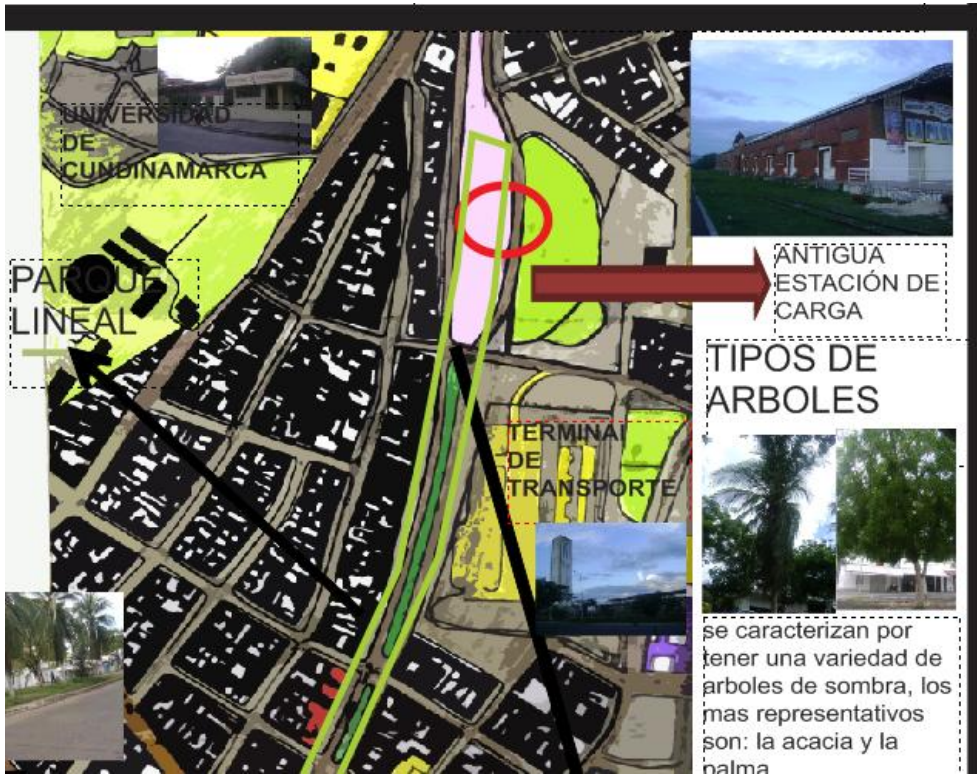 UNIVERSIDAD
DE
CUNDINAMARCA
PARQUE
LINEAL
ANTIGUA
ESTACIÓN DE
CARGA
TIPOS DE
ARBOLES
TERMINAL
DE
TRANSPORTE
se caracterizan por
tener una variedad de
arboles de sombra, los
mas representativos
son: la acacia y la
palma